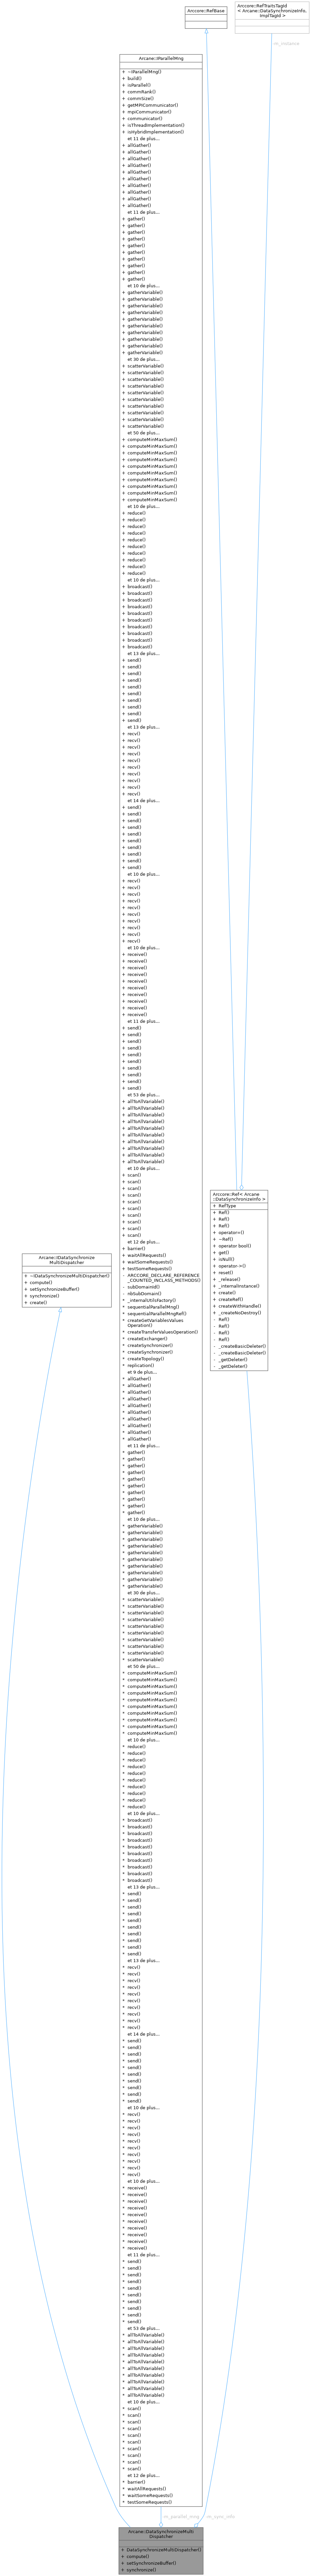 Arccore::RefBase
Arccore::RefTraitsTagId
< Arcane::DataSynchronizeInfo,
ImplTagId >
m_instance
Arcane::IParallelMng
+ ~IParallelMng()
+ build()
+ isParallel()
+ commRank()
+ commSize()
+ getMPICommunicator()
+ mpiCommunicator()
+ communicator()
+ isThreadImplementation()
+ isHybridImplementation()
et 11 de plus...
+ allGather()
+ allGather()
+ allGather()
+ allGather()
+ allGather()
+ allGather()
+ allGather()
+ allGather()
+ allGather()
+ allGather()
et 11 de plus...
+ gather()
+ gather()
+ gather()
+ gather()
+ gather()
+ gather()
+ gather()
+ gather()
+ gather()
+ gather()
et 10 de plus...
+ gatherVariable()
+ gatherVariable()
+ gatherVariable()
+ gatherVariable()
+ gatherVariable()
+ gatherVariable()
+ gatherVariable()
+ gatherVariable()
+ gatherVariable()
+ gatherVariable()
et 30 de plus...
+ scatterVariable()
+ scatterVariable()
+ scatterVariable()
+ scatterVariable()
+ scatterVariable()
+ scatterVariable()
+ scatterVariable()
+ scatterVariable()
+ scatterVariable()
+ scatterVariable()
et 50 de plus...
+ computeMinMaxSum()
+ computeMinMaxSum()
+ computeMinMaxSum()
+ computeMinMaxSum()
+ computeMinMaxSum()
+ computeMinMaxSum()
+ computeMinMaxSum()
+ computeMinMaxSum()
+ computeMinMaxSum()
+ computeMinMaxSum()
et 10 de plus...
+ reduce()
+ reduce()
+ reduce()
+ reduce()
+ reduce()
+ reduce()
+ reduce()
+ reduce()
+ reduce()
+ reduce()
et 10 de plus...
+ broadcast()
+ broadcast()
+ broadcast()
+ broadcast()
+ broadcast()
+ broadcast()
+ broadcast()
+ broadcast()
+ broadcast()
+ broadcast()
et 13 de plus...
+ send()
+ send()
+ send()
+ send()
+ send()
+ send()
+ send()
+ send()
+ send()
+ send()
et 13 de plus...
+ recv()
+ recv()
+ recv()
+ recv()
+ recv()
+ recv()
+ recv()
+ recv()
+ recv()
+ recv()
et 14 de plus...
+ send()
+ send()
+ send()
+ send()
+ send()
+ send()
+ send()
+ send()
+ send()
+ send()
et 10 de plus...
+ recv()
+ recv()
+ recv()
+ recv()
+ recv()
+ recv()
+ recv()
+ recv()
+ recv()
+ recv()
et 10 de plus...
+ receive()
+ receive()
+ receive()
+ receive()
+ receive()
+ receive()
+ receive()
+ receive()
+ receive()
+ receive()
et 11 de plus...
+ send()
+ send()
+ send()
+ send()
+ send()
+ send()
+ send()
+ send()
+ send()
+ send()
et 53 de plus...
+ allToAllVariable()
+ allToAllVariable()
+ allToAllVariable()
+ allToAllVariable()
+ allToAllVariable()
+ allToAllVariable()
+ allToAllVariable()
+ allToAllVariable()
+ allToAllVariable()
+ allToAllVariable()
et 10 de plus...
+ scan()
+ scan()
+ scan()
+ scan()
+ scan()
+ scan()
+ scan()
+ scan()
+ scan()
+ scan()
et 12 de plus...
* barrier()
* waitAllRequests()
* waitSomeRequests()
* testSomeRequests()
* ARCCORE_DECLARE_REFERENCE
_COUNTED_INCLASS_METHODS()
* subDomainId()
* nbSubDomain()
* _internalUtilsFactory()
* sequentialParallelMng()
* sequentialParallelMngRef()
* createGetVariablesValues
Operation()
* createTransferValuesOperation()
* createExchanger()
* createSynchronizer()
* createSynchronizer()
* createTopology()
* replication()
et 9 de plus...
* allGather()
* allGather()
* allGather()
* allGather()
* allGather()
* allGather()
* allGather()
* allGather()
* allGather()
* allGather()
et 11 de plus...
* gather()
* gather()
* gather()
* gather()
* gather()
* gather()
* gather()
* gather()
* gather()
* gather()
et 10 de plus...
* gatherVariable()
* gatherVariable()
* gatherVariable()
* gatherVariable()
* gatherVariable()
* gatherVariable()
* gatherVariable()
* gatherVariable()
* gatherVariable()
* gatherVariable()
et 30 de plus...
* scatterVariable()
* scatterVariable()
* scatterVariable()
* scatterVariable()
* scatterVariable()
* scatterVariable()
* scatterVariable()
* scatterVariable()
* scatterVariable()
* scatterVariable()
et 50 de plus...
* computeMinMaxSum()
* computeMinMaxSum()
* computeMinMaxSum()
* computeMinMaxSum()
* computeMinMaxSum()
* computeMinMaxSum()
* computeMinMaxSum()
* computeMinMaxSum()
* computeMinMaxSum()
* computeMinMaxSum()
et 10 de plus...
* reduce()
* reduce()
* reduce()
* reduce()
* reduce()
* reduce()
* reduce()
* reduce()
* reduce()
* reduce()
et 10 de plus...
* broadcast()
* broadcast()
* broadcast()
* broadcast()
* broadcast()
* broadcast()
* broadcast()
* broadcast()
* broadcast()
* broadcast()
et 13 de plus...
* send()
* send()
* send()
* send()
* send()
* send()
* send()
* send()
* send()
* send()
et 13 de plus...
* recv()
* recv()
* recv()
* recv()
* recv()
* recv()
* recv()
* recv()
* recv()
* recv()
et 14 de plus...
* send()
* send()
* send()
* send()
* send()
* send()
* send()
* send()
* send()
* send()
et 10 de plus...
* recv()
* recv()
* recv()
* recv()
* recv()
* recv()
* recv()
* recv()
* recv()
* recv()
et 10 de plus...
* receive()
* receive()
* receive()
* receive()
* receive()
* receive()
* receive()
* receive()
* receive()
* receive()
et 11 de plus...
* send()
* send()
* send()
* send()
* send()
* send()
* send()
* send()
* send()
* send()
et 53 de plus...
* allToAllVariable()
* allToAllVariable()
* allToAllVariable()
* allToAllVariable()
* allToAllVariable()
* allToAllVariable()
* allToAllVariable()
* allToAllVariable()
* allToAllVariable()
* allToAllVariable()
et 10 de plus...
* scan()
* scan()
* scan()
* scan()
* scan()
* scan()
* scan()
* scan()
* scan()
* scan()
et 12 de plus...
* barrier()
* waitAllRequests()
* waitSomeRequests()
* testSomeRequests()
Arccore::Ref< Arcane
::DataSynchronizeInfo >
+ RefType
+ Ref()
+ Ref()
+ Ref()
+ operator=()
+ ~Ref()
+ operator bool()
+ get()
+ isNull()
+ operator->()
+ reset()
+ _release()
+ _internalInstance()
+ create()
+ createRef()
+ createWithHandle()
+ _createNoDestroy()
- Ref()
- Ref()
- Ref()
- Ref()
- _createBasicDeleter()
- _createBasicDeleter()
- _getDeleter()
- _getDeleter()
Arcane::IDataSynchronize
MultiDispatcher
+ ~IDataSynchronizeMultiDispatcher()
+ compute()
+ setSynchronizeBuffer()
+ synchronize()
+ create()
m_parallel_mng
m_sync_info
Arcane::DataSynchronizeMulti
Dispatcher
+ DataSynchronizeMultiDispatcher()
+ compute()
+ setSynchronizeBuffer()
+ synchronize()